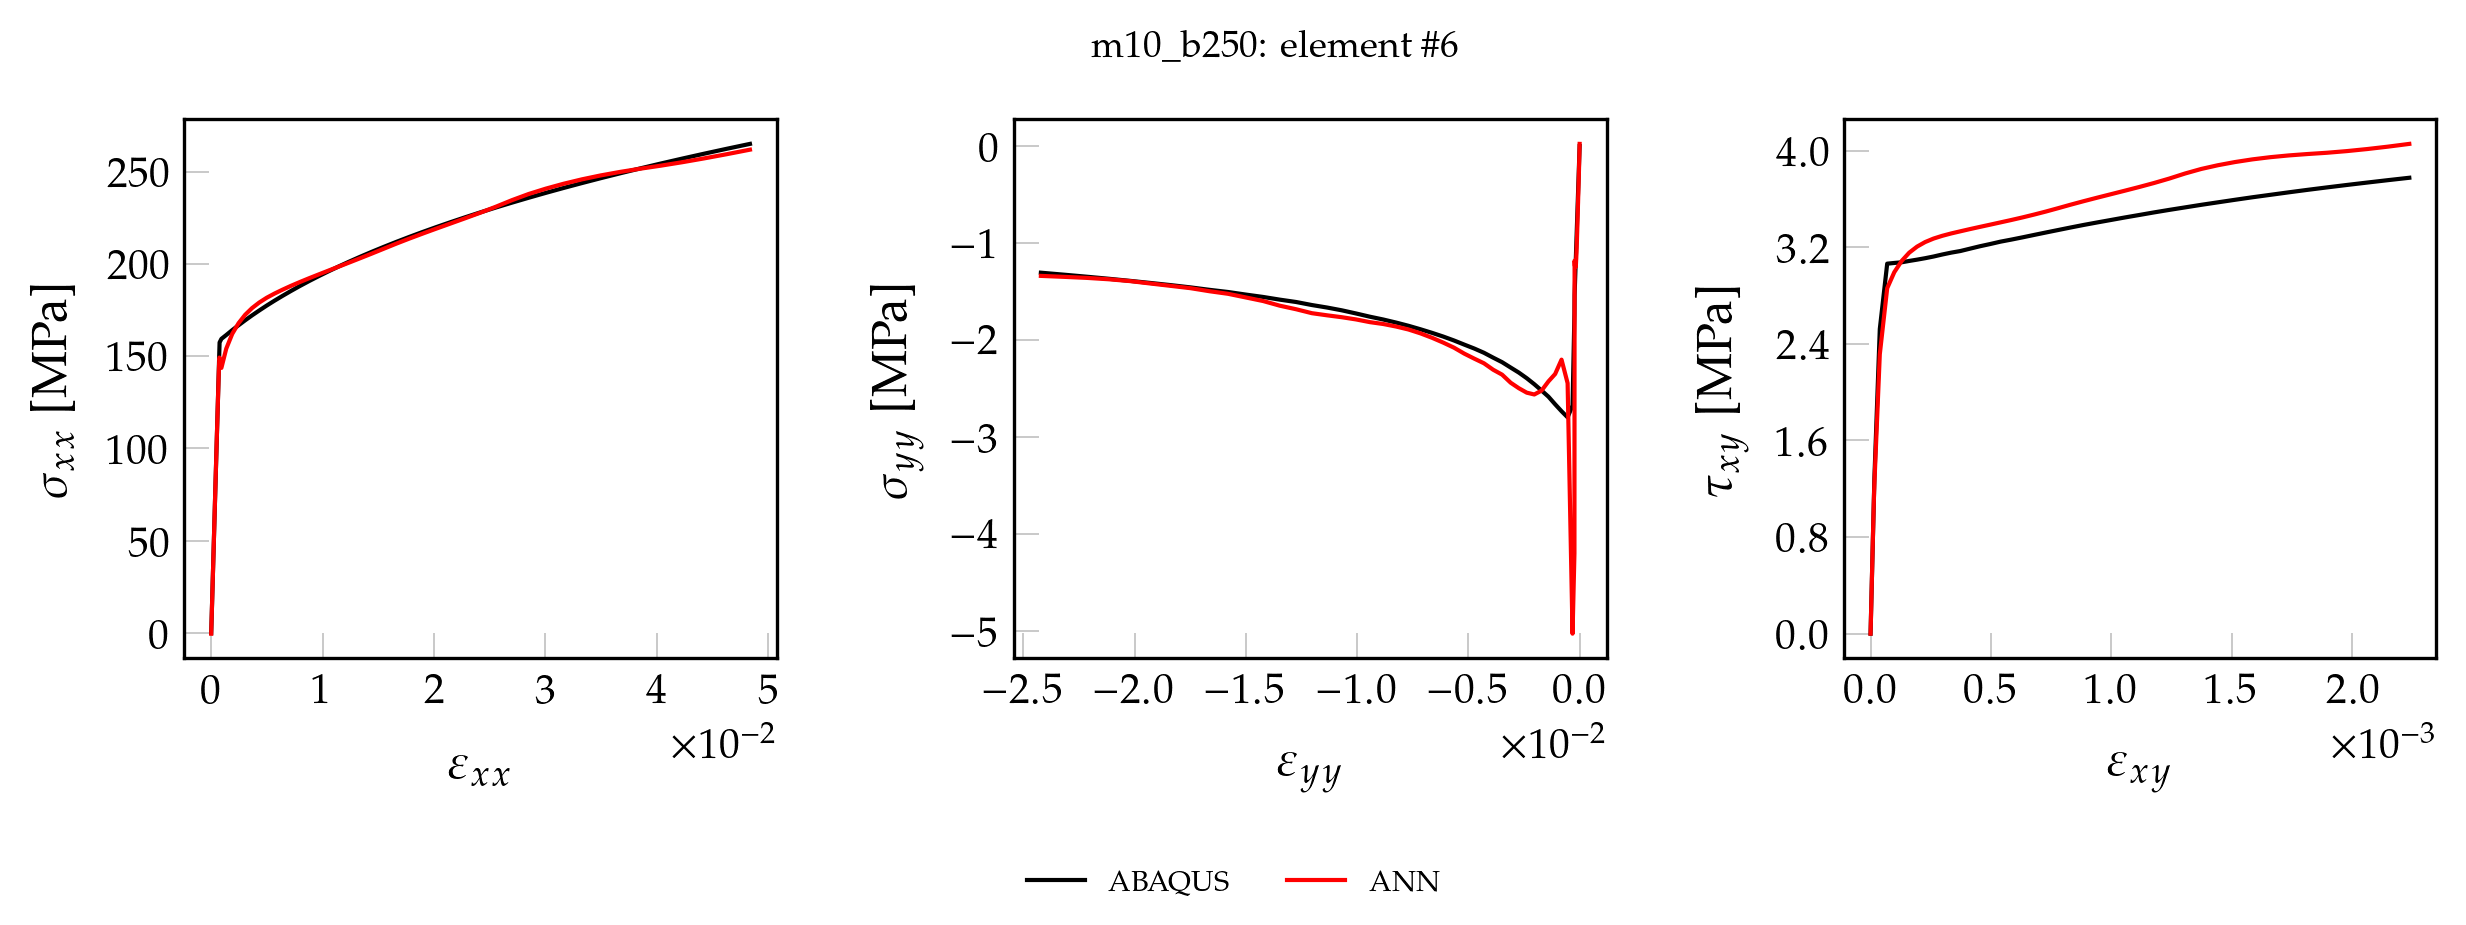 m10_b250: element #6
σxx [MPa]
250
200
150
100
50
0
0 1 2 3 4 5
×10⁻²
εxx
σyy [MPa]
0
−1
−2
−3
−4
−5
−2.5 −2.0 −1.5 −1.0 −0.5 0.0
×10⁻²
εyy
τxy [MPa]
4.0
3.2
2.4
1.6
0.8
0.0
0.0 0.5 1.0 1.5 2.0
×10⁻³
εxy
ABAQUS ANN